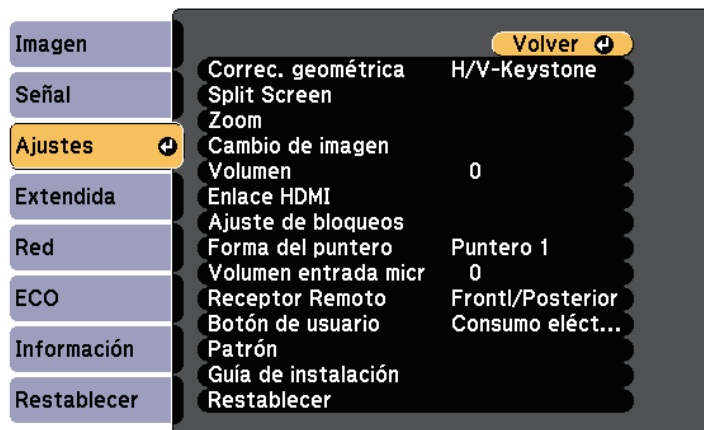 Imagen
Señal
Ajustes
Extendida
Red
ECO
Información
Restablecer
Volver
Correc. geométrica H/V-Keystone
Split Screen
Zoom
Cambio de imagen
Volumen 0
Enlace HDMI
Ajuste de bloqueos
Forma del puntero Puntero 1
Volumen entrada micr 0
Receptor Remoto Frontl/Posterior
Botón de usuario Consumo eléct...
Patrón
Guía de instalación
Restablecer